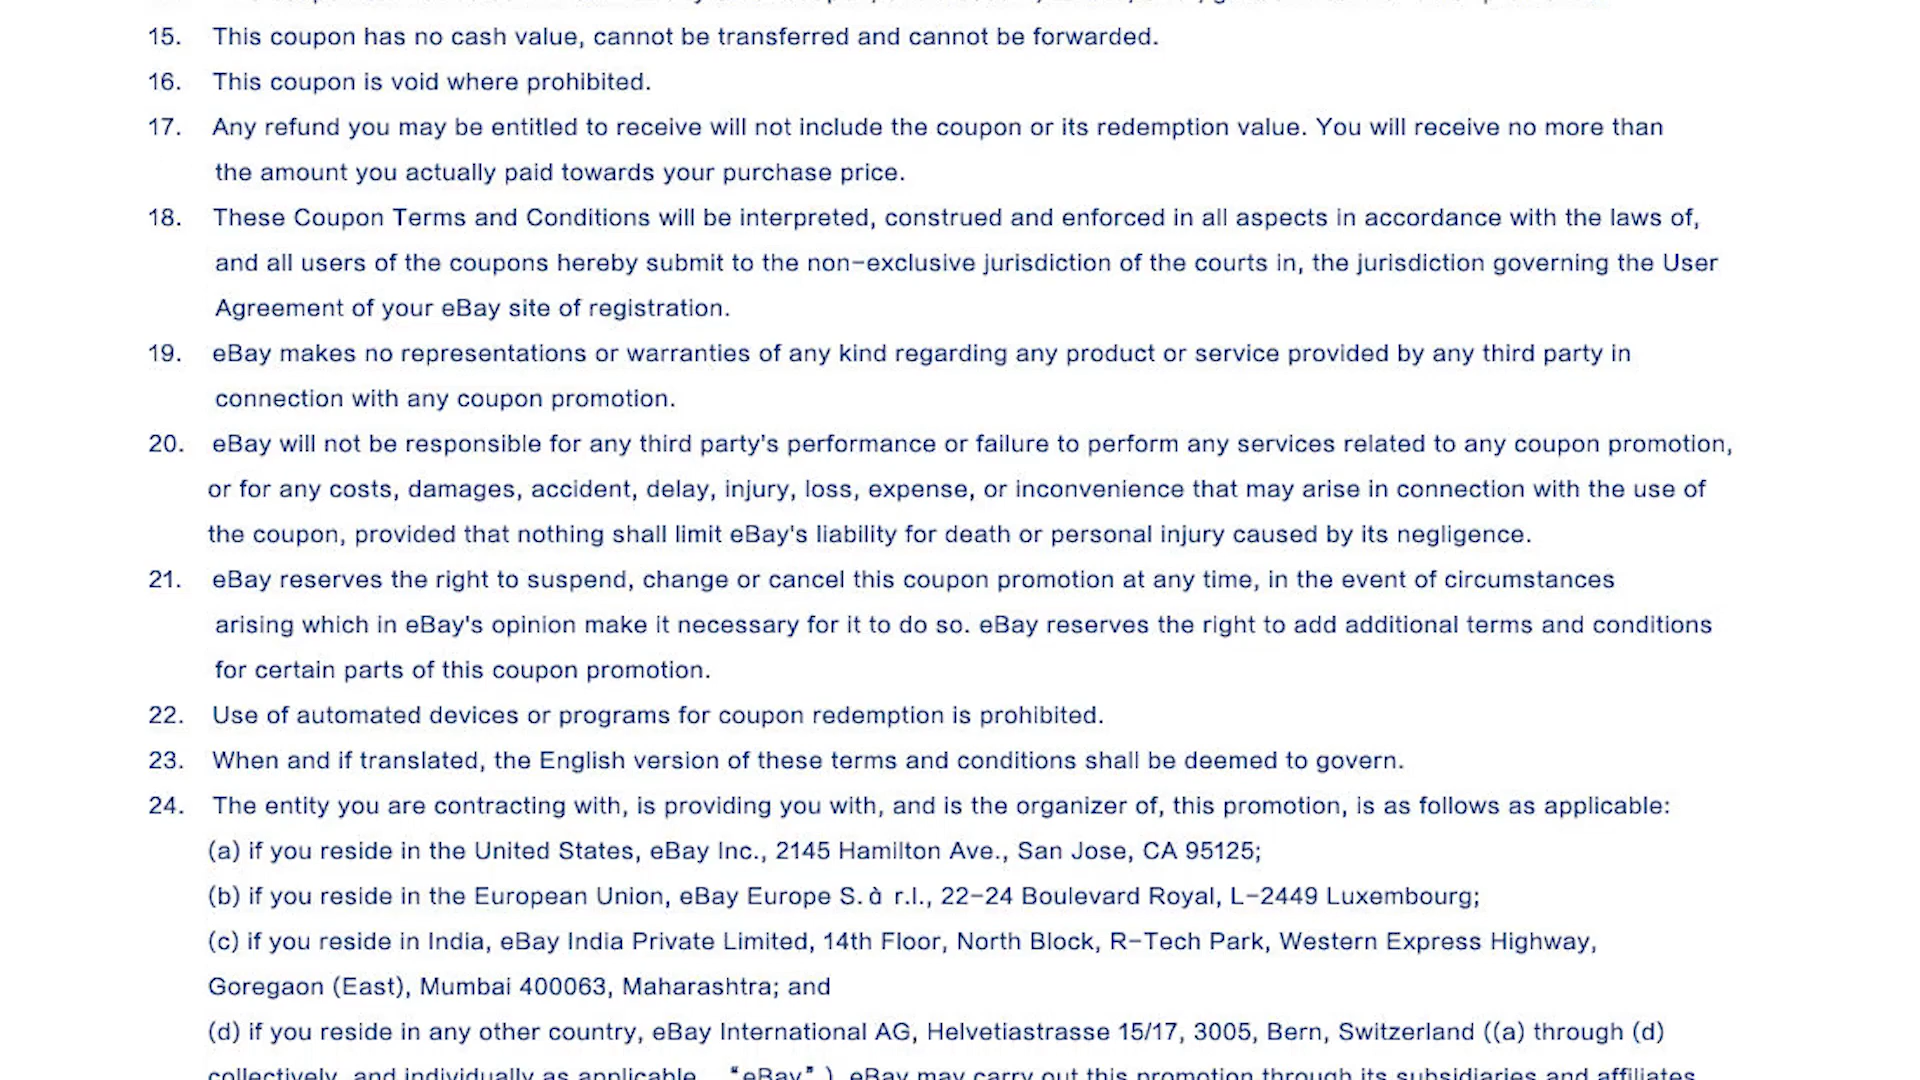 15. This coupon has no cash value, cannot be transferred and cannot be forwarded.
16. This coupon is void where prohibited.
17. Any refund you may be entitled to receive will not include the coupon or its redemption value. You will receive no more than
the amount you actually paid towards your purchase price.
18. These Coupon Terms and Conditions will be interpreted, construed and enforced in all aspects in accordance with the laws of,
and all users of the coupons hereby submit to the non-exclusive jurisdiction of the courts in, the jurisdiction governing the User
Agreement of your eBay site of registration.
19. eBay makes no representations or warranties of any kind regarding any product or service provided by any third party in
connection with any coupon promotion.
20. eBay will not be responsible for any third party's performance or failure to perform any services related to any coupon promotion,
or for any costs, damages, accident, delay, injury, loss, expense, or inconvenience that may arise in connection with the use of
the coupon, provided that nothing shall limit eBay's liability for death or personal injury caused by its negligence.
21. eBay reserves the right to suspend, change or cancel this coupon promotion at any time, in the event of circumstances
arising which in eBay's opinion make it necessary for it to do so. eBay reserves the right to add additional terms and conditions
for certain parts of this coupon promotion.
22. Use of automated devices or programs for coupon redemption is prohibited.
23. When and if translated, the English version of these terms and conditions shall be deemed to govern.
24. The entity you are contracting with, is providing you with, and is the organizer of, this promotion, is as follows as applicable:
(a) if you reside in the United States, eBay Inc., 2145 Hamilton Ave., San Jose, CA 95125;
(b) if you reside in the European Union, eBay Europe S.à r.l., 22-24 Boulevard Royal, L-2449 Luxembourg;
(c) if you reside in India, eBay India Private Limited, 14th Floor, North Block, R-Tech Park, Western Express Highway,
Goregaon (East), Mumbai 400063, Maharashtra; and
(d) if you reside in any other country, eBay International AG, Helvetiastrasse 15/17, 3005, Bern, Switzerland ((a) through (d)
collectively, and individually as applicable, "eBay"). eBay may carry out this promotion through its subsidiaries and affiliates